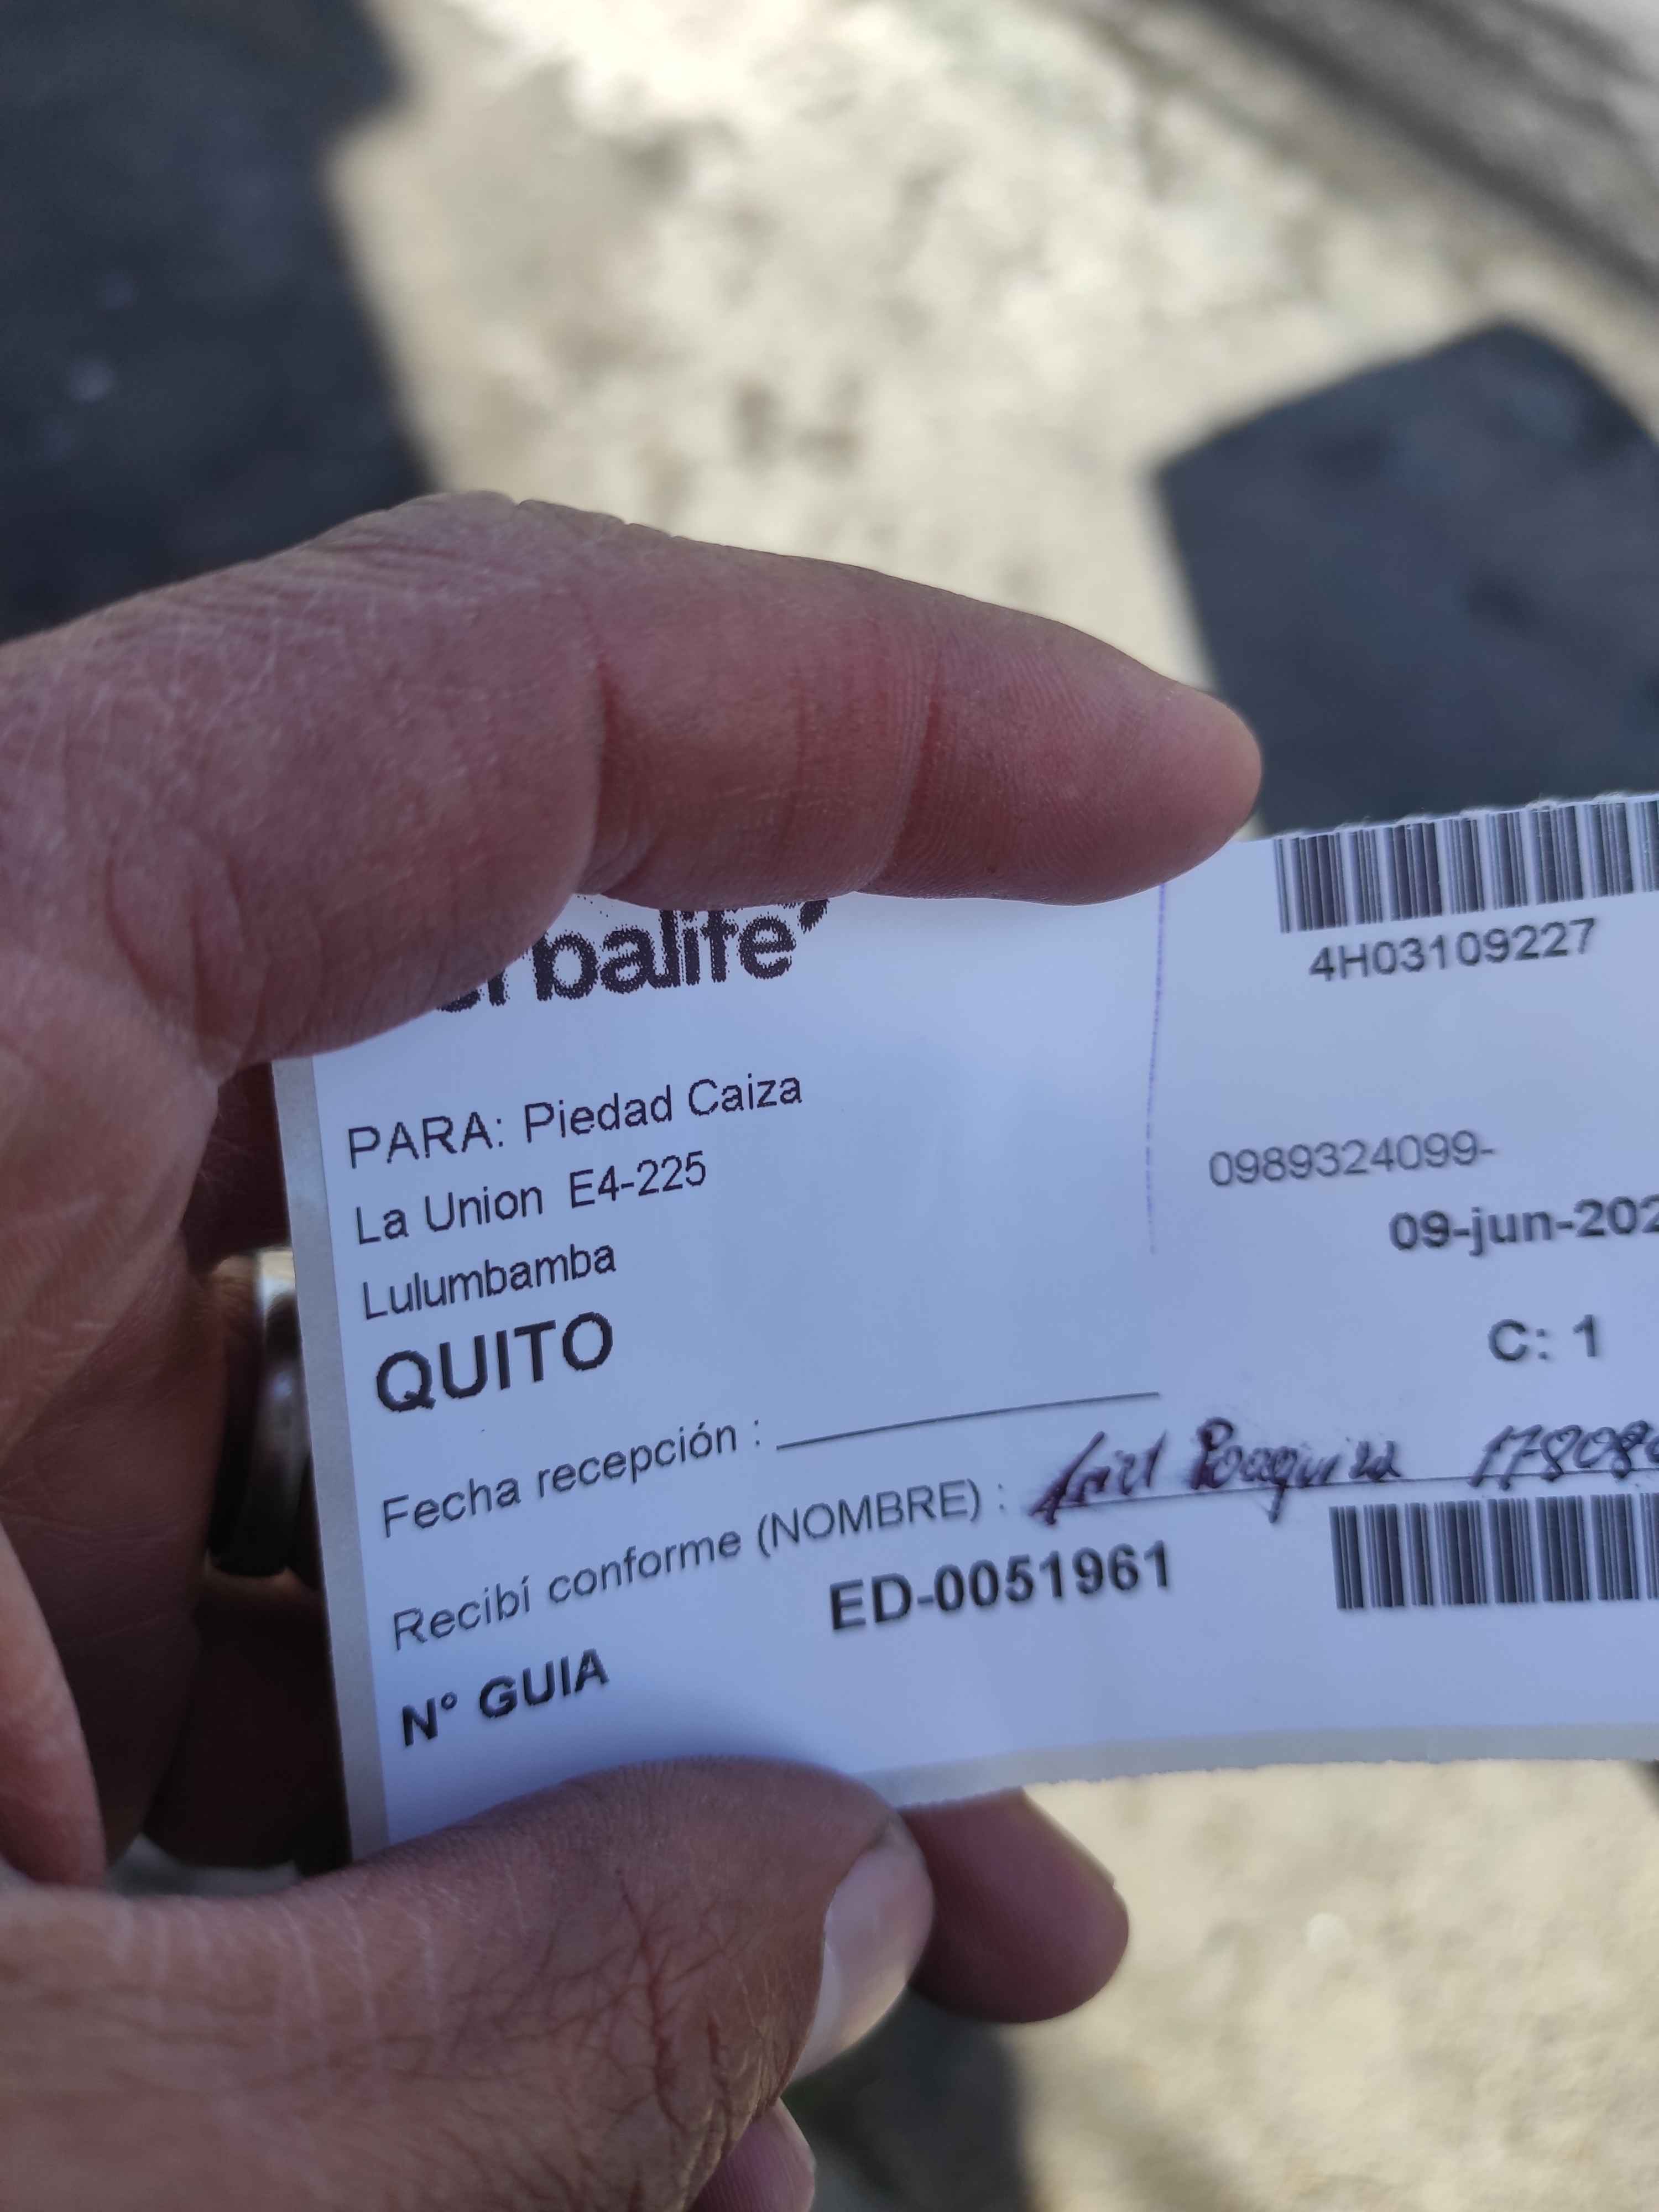 erbalife
4H03109227
PARA: Piedad Caiza
La Union E4-225
0989324099-
Lulumbamba
09-jun-202
QUITO
C: 1
Fecha recepción :
Recibí conforme (NOMBRE) :
ED-0051961
N° GUIA